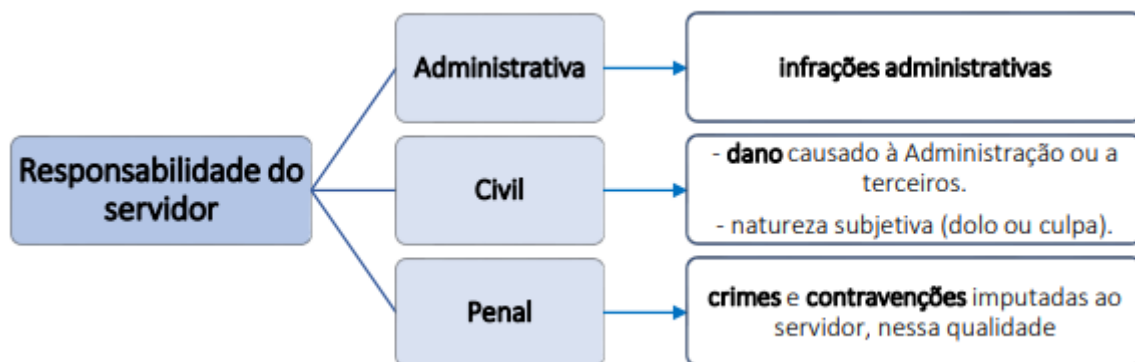 Responsabilidade do
servidor
Administrativa
infrações administrativas
Civil
- dano causado à Administração ou a
terceiros.
- natureza subjetiva (dolo ou culpa).
Penal
crimes e contravenções imputadas ao
servidor, nessa qualidade